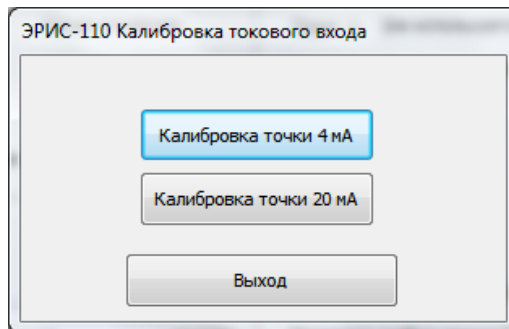 ЭРИС-110 Калибровка токового входа
Калибровка точки 4 мА
Калибровка точки 20 мА
Выход